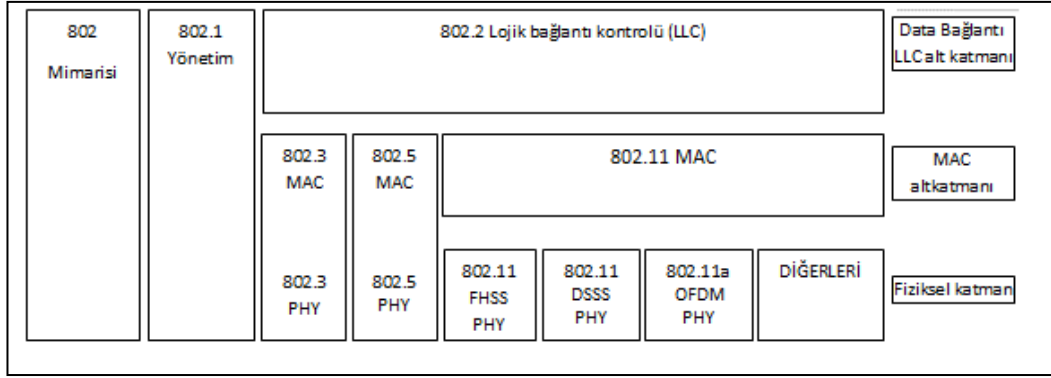 802
Mimarisi
802.1
Yönetim
802.2 Lojik bağlantı kontrolü (LLC)
Data Bağlantı
LLC alt katmanı
802.3
MAC
802.5
MAC
802.11 MAC
MAC
altkatmanı
802.3
PHY
802.5
PHY
802.11
FHSS
PHY
802.11
DSSS
PHY
802.11a
OFDM
PHY
DİĞERLERİ
Fiziksel katman